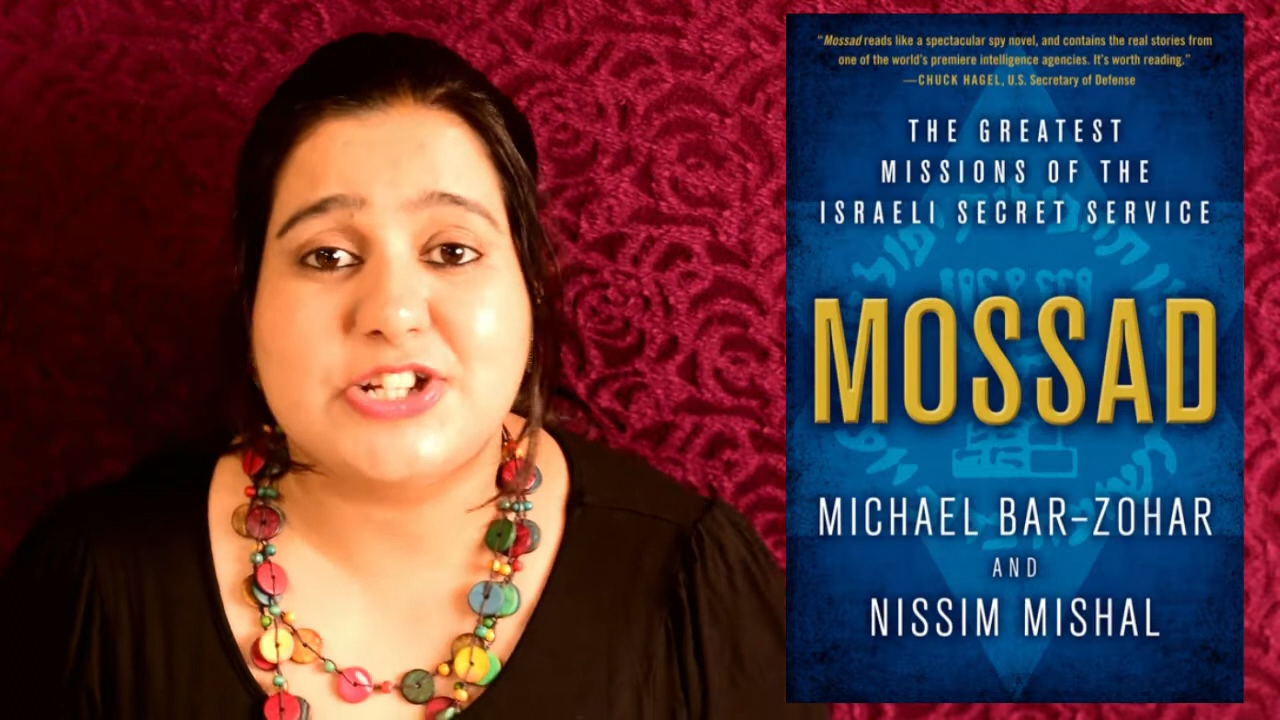 “Mossad reads like a spectacular spy novel, and contains the real stories from
one of the world's premiere intelligence agencies. It's worth reading.”
—CHUCK HAGEL, U.S. Secretary of Defense
THE GREATEST
MISSIONS OF THE
ISRAELI SECRET SERVICE
MOSSAD
MICHAEL BAR–ZOHAR
AND
NISSIM MISHAL